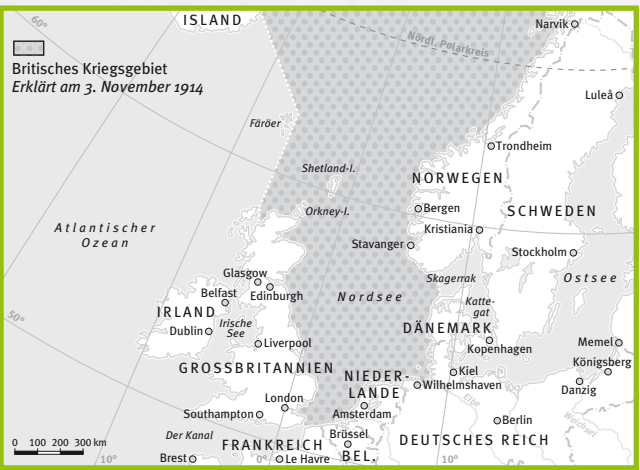 60°
ISLAND
Narvik
Nördl. Polarkreis
Britisches Kriegsgebiet
Erklärt am 3. November 1914
Luleå
Färöer
Trondheim
Shetland-I.
NORWEGEN
Orkney-I.
Bergen
SCHWEDEN
Atlantischer
Ozean
Kristiania
Stavanger
Stockholm
Glasgow
Edinburgh
Belfast
Nordsee
Skagerrak
Ostsee
Katte-
gat
IRLAND
Irische
See
Dublin
Liverpool
DÄNEMARK
Kopenhagen
Memel
50°
Königsberg
GROSSBRITANNIEN
NIEDER-
LANDE
Kiel
Wilhelmshaven
Danzig
London
Southampton
Amsterdam
Elbe
Berlin
Weichsel
Der Kanal
FRANKREICH
Brüssel
BEL.
DEUTSCHES REICH
0 100 200 300 km
10°
Brest
0°
Le Havre
10°